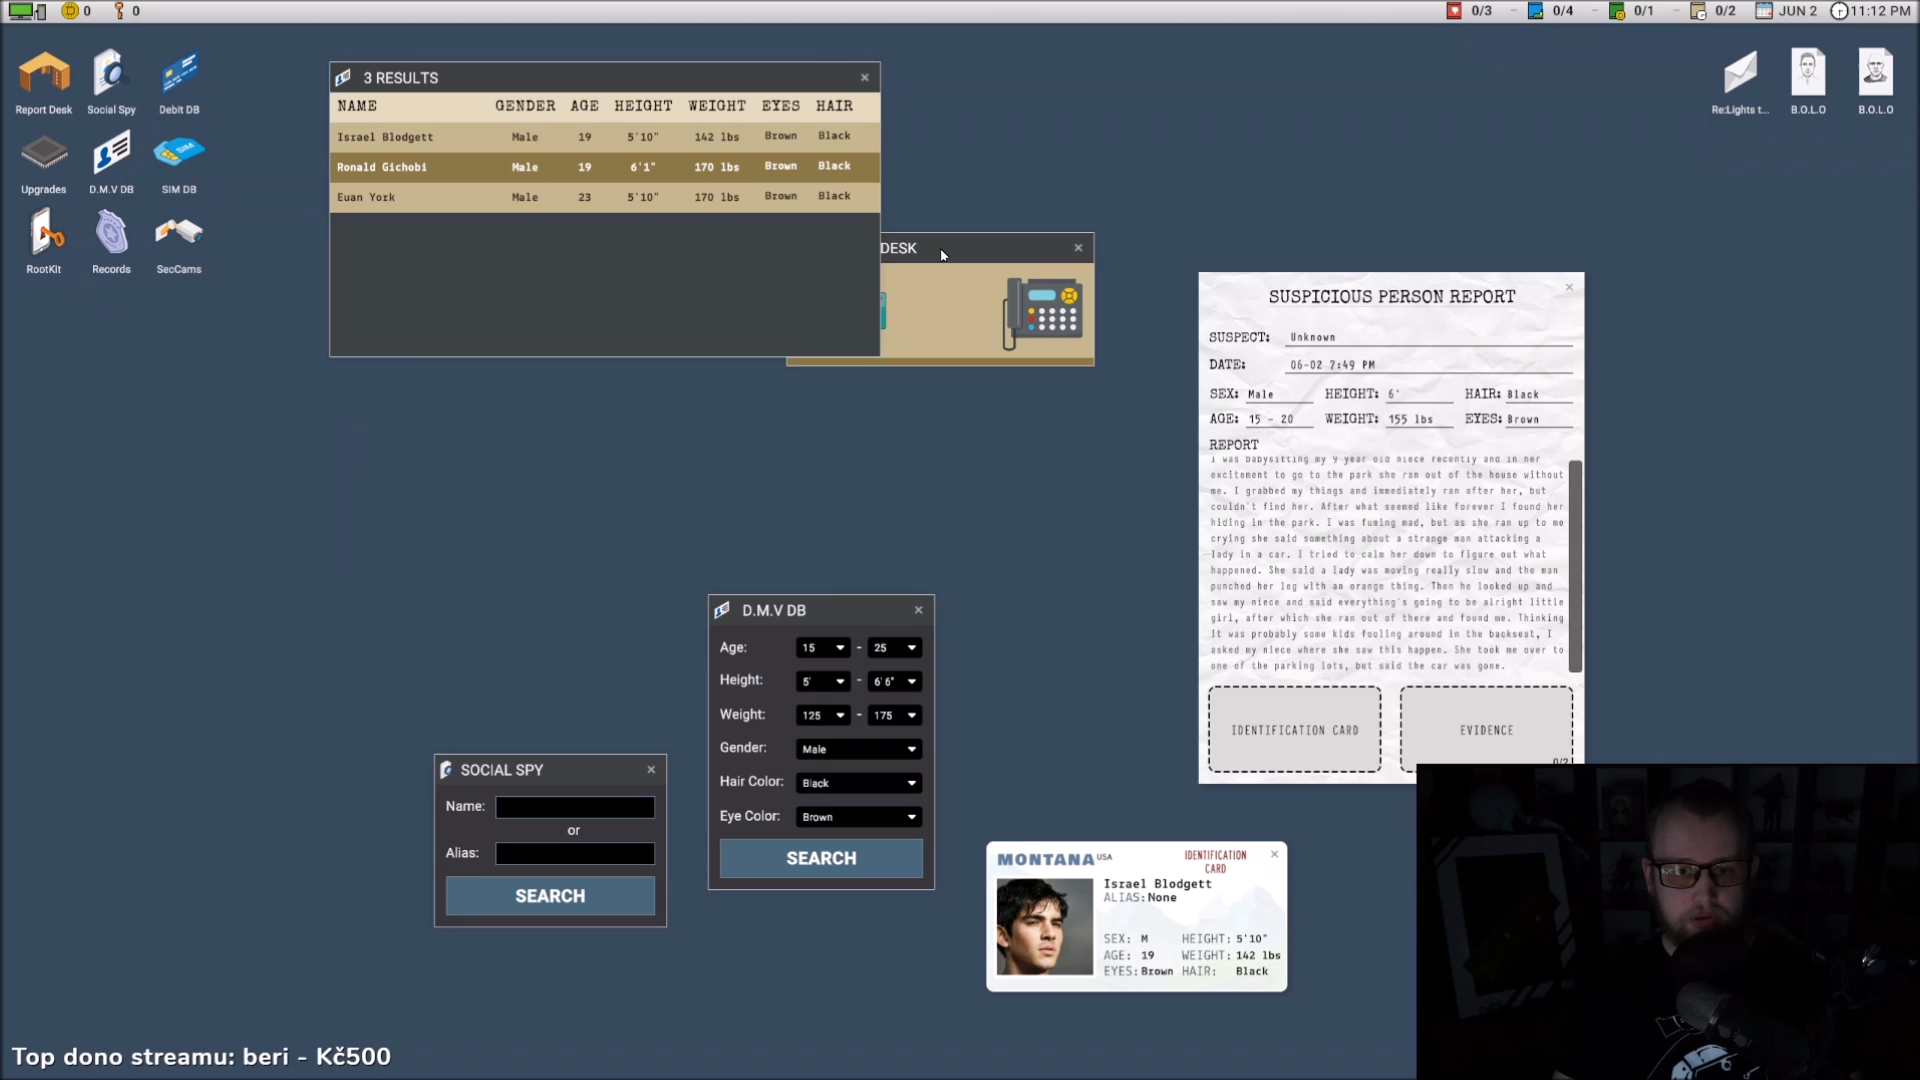 0 0 0/3 0/4 0/1 0/2 JUN 2 11:12 PM
Report Desk Social Spy Debit DB
Upgrades D.M.V DB SIM DB
RootKit Records SecCams
Re:Lights t... B.O.L.O B.O.L.O
3 RESULTS
NAME GENDER AGE HEIGHT WEIGHT EYES HAIR
Israel Blodgett Male 19 5'10" 142 lbs Brown Black
Ronald Gichobi Male 19 6'1" 170 lbs Brown Black
Euan York Male 23 5'10" 170 lbs Brown Black
DESK
SUSPICIOUS PERSON REPORT
SUSPECT: Unknown
DATE: 06-02 7:49 PM
SEX: Male HEIGHT: 6' HAIR: Black
AGE: 15 - 20 WEIGHT: 155 lbs EYES: Brown
REPORT
I was babysitting my 9 year old niece recently and in her
excitement to go to the park she ran out of the house without
me. I grabbed my things and immediately ran after her, but
couldn't find her. After what seemed like forever I found her
hiding in the park. I was fuming mad, but as she ran up to me
crying she said something about a strange man attacking a
lady in a car. I tried to calm her down to figure out what
happened. She said a lady was moving really slow and the man
punched her leg with an orange thing. Then he looked up and
saw my niece and said everything's going to be alright little
girl, after which she ran out of there and found me. Thinking
it was probably some kids fooling around in the backseat, I
asked my niece where she saw this happen. She took me over to
one of the parking lots, but said the car was gone.
IDENTIFICATION CARD EVIDENCE
0/2
D.M.V DB
Age: 15 - 25
Height: 5' - 6'6"
Weight: 125 - 175
Gender: Male
Hair Color: Black
Eye Color: Brown
SEARCH
SOCIAL SPY
Name:
or
Alias:
SEARCH
MONTANA USA IDENTIFICATION
CARD
Israel Blodgett
ALIAS: None
SEX: M HEIGHT: 5'10"
AGE: 19 WEIGHT: 142 lbs
EYES: Brown HAIR: Black
Top dono streamu: beri - Kč500